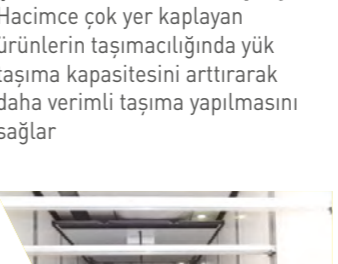 Hacimce çok yer kaplayan
ürünlerin taşımacılığında yük
taşıma kapasitesini arttırarak
daha verimli taşıma yapılmasını
sağlar